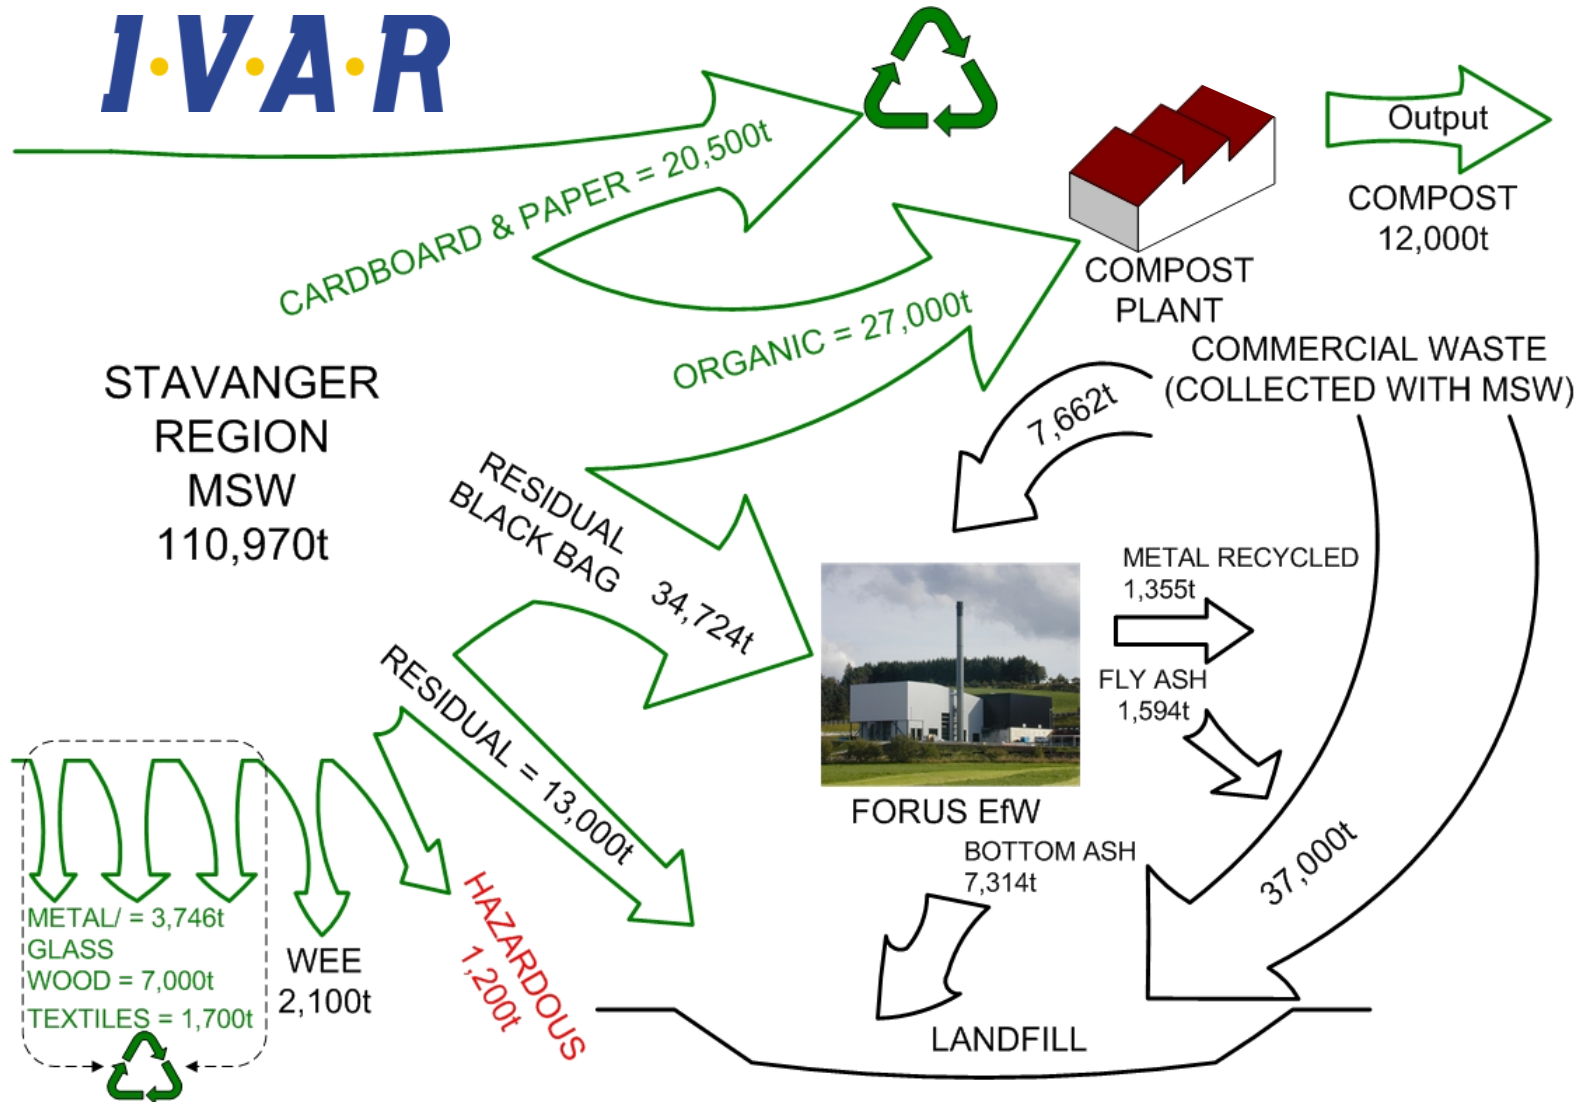 I·V·A·R
CARDBOARD & PAPER = 20,500t
Output
COMPOST
12,000t
COMPOST
PLANT
ORGANIC = 27,000t
COMMERCIAL WASTE
(COLLECTED WITH MSW)
7,662t
STAVANGER
REGION
MSW
110,970t
RESIDUAL
BLACK BAG 34,724t
METAL RECYCLED
1,355t
FLY ASH
1,594t
RESIDUAL = 13,000t
FORUS EfW
BOTTOM ASH
7,314t
37,000t
METAL/ = 3,746t
GLASS
WOOD = 7,000t
TEXTILES = 1,700t
WEE
2,100t
HAZARDOUS
1,200t
LANDFILL